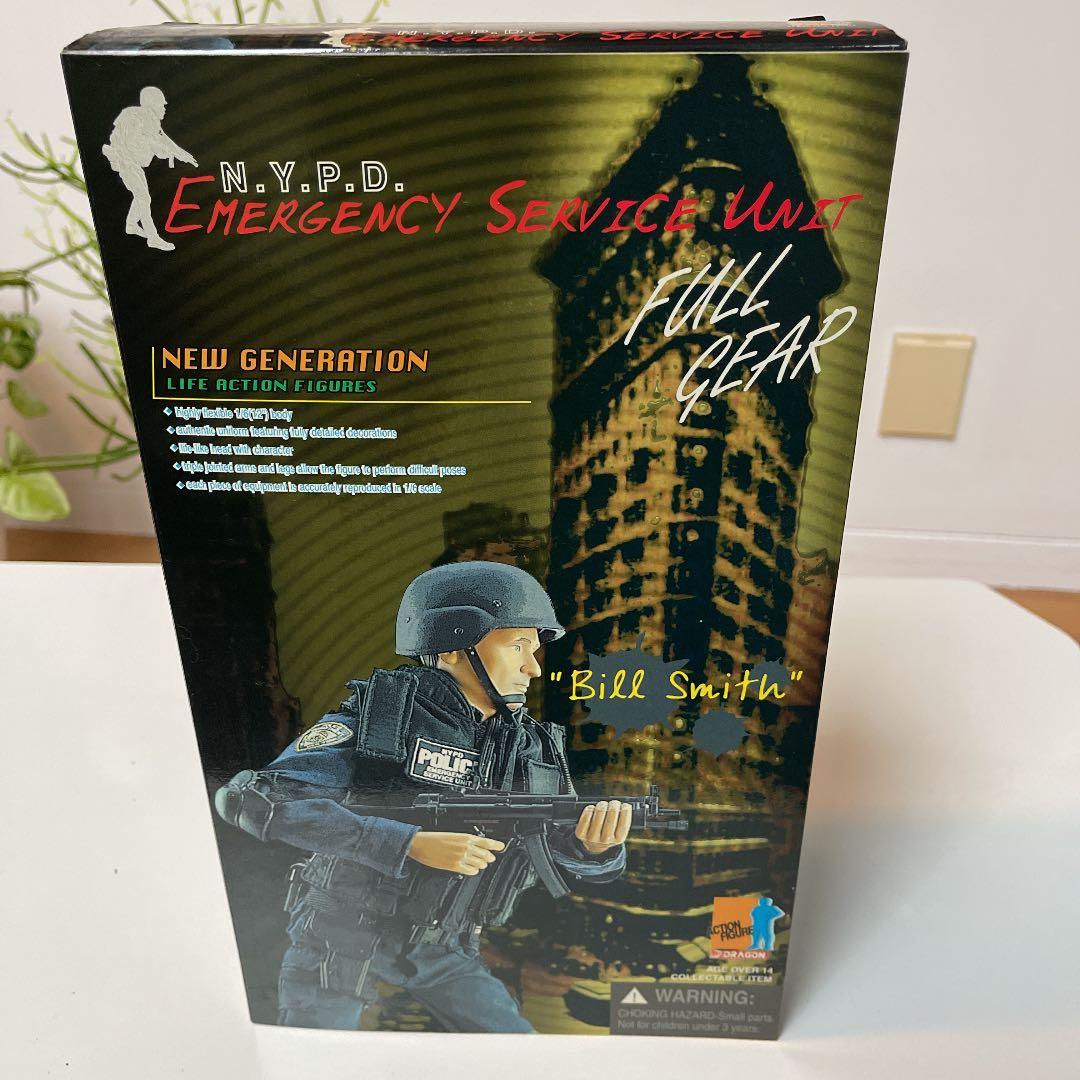 N.Y.P.D.
EMERGENCY SERVICE UNIT
N.Y.P.D.
EMERGENCY SERVICE UNIT
FULL
GEAR
NEW GENERATION
LIFE ACTION FIGURES
highly flexible 1/6(12") body
authentic uniform featuring fully detailed decorations
life-like head with character
triple jointed arms and legs allow the figure to perform difficult poses
each piece of equipment is accurately reproduced in 1/6 scale
"Bill Smith"
NYPD
POLICE
EMERGENCY
SERVICE UNIT
ACTION
FIGURE
DRAGON
AGE OVER 14
COLLECTABLE ITEM
WARNING:
CHOKING HAZARD-Small parts.
Not for children under 3 years.